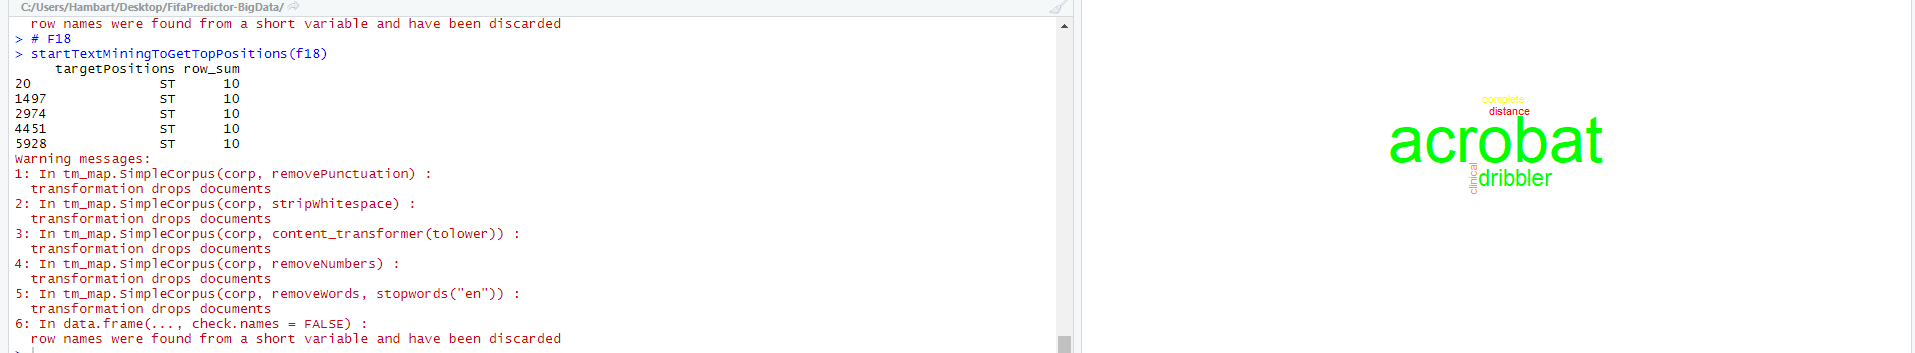 C:/Users/Hambart/Desktop/FifaPredictor-BigData/
row names were found from a short variable and have been discarded
> # F18
> startTextMiningToGetTopPositions(f18)
targetPositions row_sum
20 ST 10
1497 ST 10
2974 ST 10
4451 ST 10
5928 ST 10
Warning messages:
1: In tm_map.SimpleCorpus(corp, removePunctuation) :
transformation drops documents
2: In tm_map.SimpleCorpus(corp, stripWhitespace) :
transformation drops documents
3: In tm_map.SimpleCorpus(corp, content_transformer(tolower)) :
transformation drops documents
4: In tm_map.SimpleCorpus(corp, removeNumbers) :
transformation drops documents
5: In tm_map.SimpleCorpus(corp, removeWords, stopwords("en")) :
transformation drops documents
6: In data.frame(..., check.names = FALSE) :
row names were found from a short variable and have been discarded
>
complete
distance
acrobat
clinical
dribbler